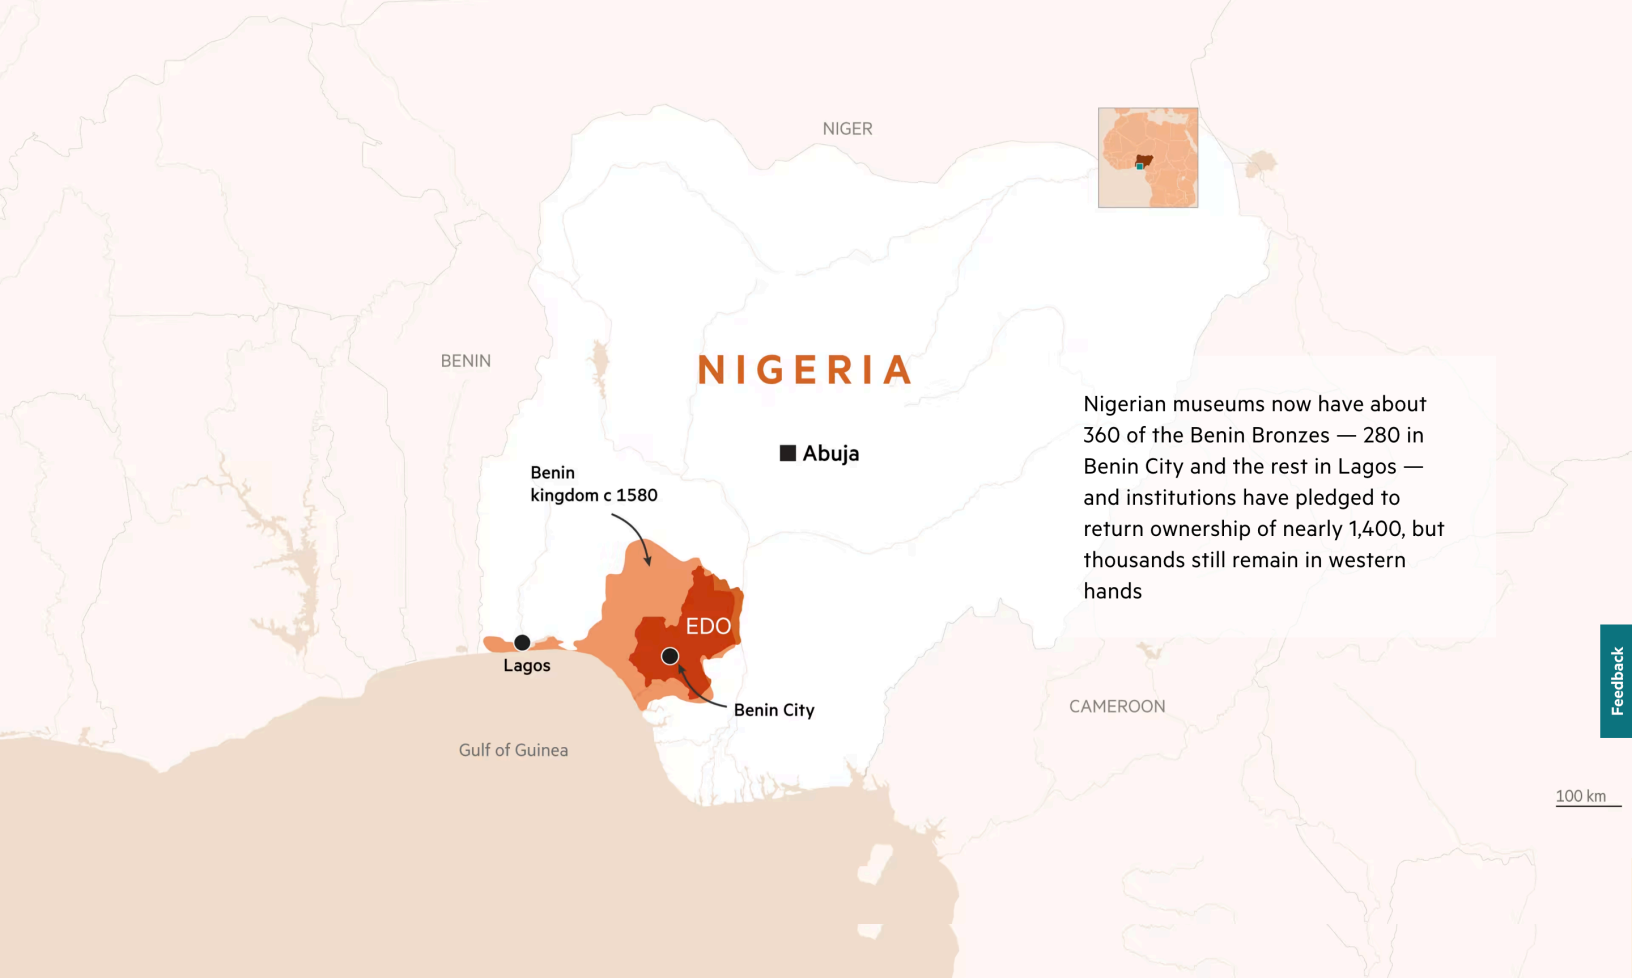 NIGER
BENIN
NIGERIA
Abuja
Benin
kingdom c 1580
Nigerian museums now have about
360 of the Benin Bronzes — 280 in
Benin City and the rest in Lagos —
and institutions have pledged to
return ownership of nearly 1,400, but
thousands still remain in western
hands
EDO
Lagos
Benin City
CAMEROON
Gulf of Guinea
Feedback
100 km